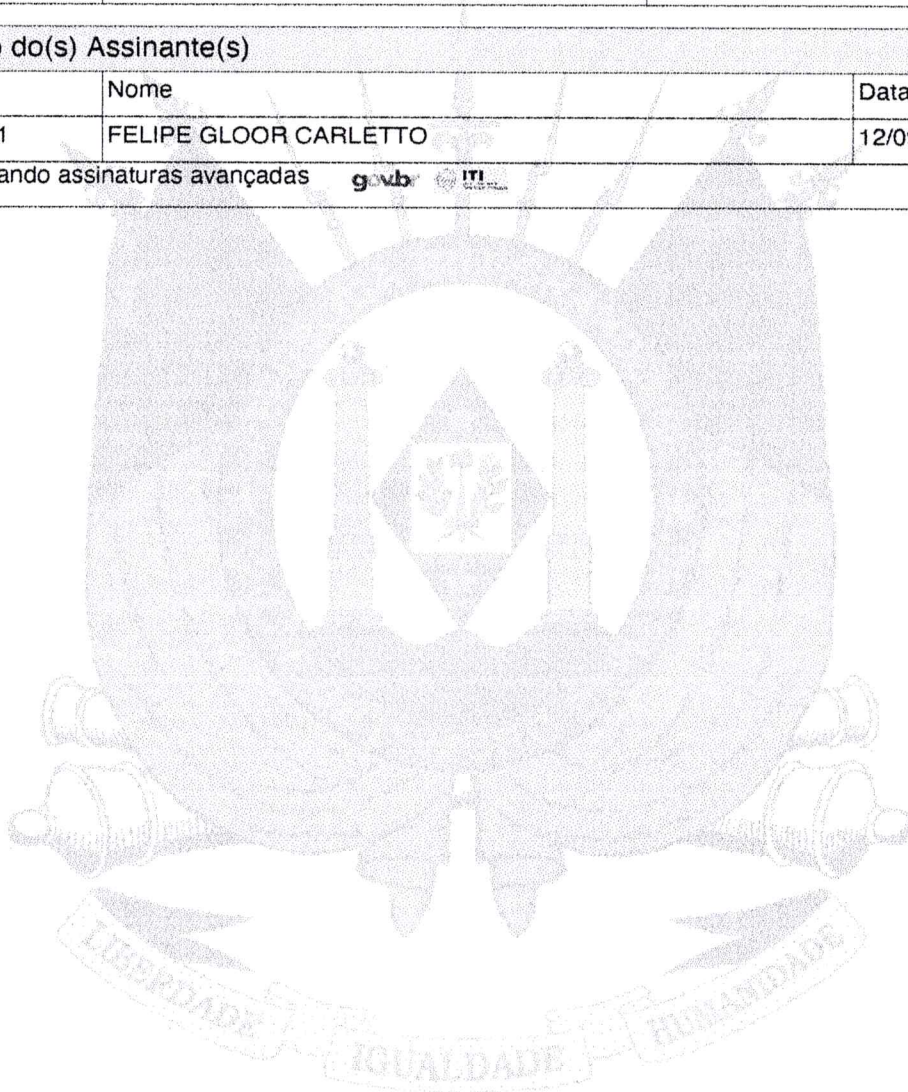 do(s) Assinante(s)
Nome Data
1 FELIPE GLOOR CARLETTO 12/0
ando assinaturas avançadas gov.br ITI
LIBERDADE IGUALDADE HUMANIDADE